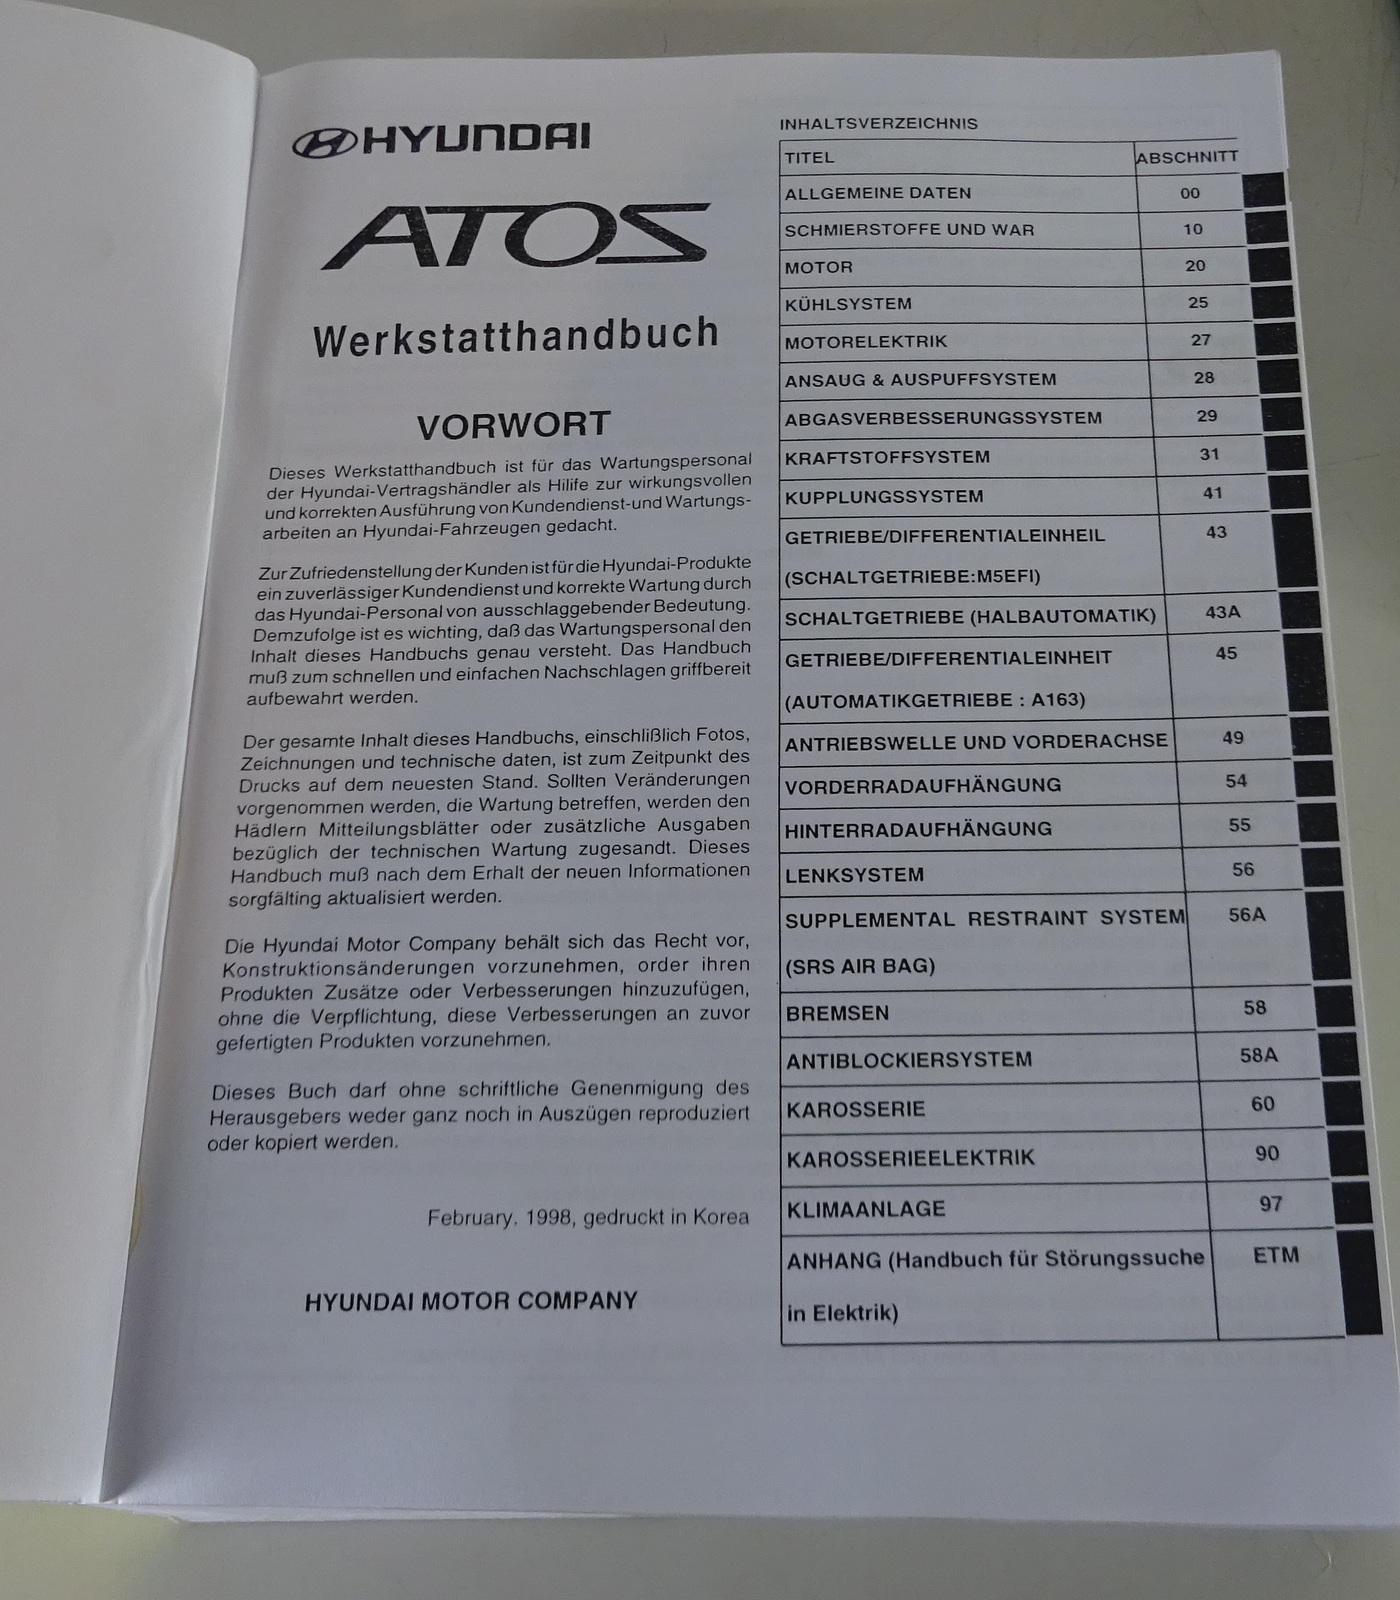 HYUNDAI
ATOS
Werkstatthandbuch
VORWORT
Dieses Werkstatthandbuch ist für das Wartungspersonal
der Hyundai-Vertragshändler als Hilife zur wirkungsvollen
und korrekten Ausführung von Kundendienst-und Wartungs-
arbeiten an Hyundai-Fahrzeugen gedacht.
Zur Zufriedenstellung der Kunden ist für die Hyundai-Produkte
ein zuverlässiger Kundendienst und korrekte Wartung durch
das Hyundai-Personal von ausschlaggebender Bedeutung.
Demzufolge ist es wichting, daß das Wartungspersonal den
Inhalt dieses Handbuchs genau versteht. Das Handbuch
muß zum schnellen und einfachen Nachschlagen griffbereit
aufbewahrt werden.
Der gesamte Inhalt dieses Handbuchs, einschlißlich Fotos,
Zeichnungen und technische daten, ist zum Zeitpunkt des
Drucks auf dem neuesten Stand. Sollten Veränderungen
vorgenommen werden, die Wartung betreffen, werden den
Hädlern Mitteilungsblätter oder zusätzliche Ausgaben
bezüglich der technischen Wartung zugesandt. Dieses
Handbuch muß nach dem Erhalt der neuen Informationen
sorgfälting aktualisiert werden.
Die Hyundai Motor Company behält sich das Recht vor,
Konstruktionsänderungen vorzunehmen, order ihren
Produkten Zusätze oder Verbesserungen hinzuzufügen,
ohne die Verpflichtung, diese Verbesserungen an zuvor
gefertigten Produkten vorzunehmen.
Dieses Buch darf ohne schriftliche Genenmigung des
Herausgebers weder ganz noch in Auszügen reproduziert
oder kopiert werden.
February. 1998, gedruckt in Korea
HYUNDAI MOTOR COMPANY
INHALTSVERZEICHNIS
TITEL ABSCHNITT
ALLGEMEINE DATEN 00
SCHMIERSTOFFE UND WAR 10
MOTOR 20
KÜHLSYSTEM 25
MOTORELEKTRIK 27
ANSAUG & AUSPUFFSYSTEM 28
ABGASVERBESSERUNGSSYSTEM 29
KRAFTSTOFFSYSTEM 31
KUPPLUNGSSYSTEM 41
GETRIEBE/DIFFERENTIALEINHEIL 43
(SCHALTGETRIEBE:M5EFI)
SCHALTGETRIEBE (HALBAUTOMATIK) 43A
GETRIEBE/DIFFERENTIALEINHEIT 45
(AUTOMATIKGETRIEBE : A163)
ANTRIEBSWELLE UND VORDERACHSE 49
VORDERRADAUFHÄNGUNG 54
HINTERRADAUFHÄNGUNG 55
LENKSYSTEM 56
SUPPLEMENTAL RESTRAINT SYSTEM 56A
(SRS AIR BAG)
BREMSEN 58
ANTIBLOCKIERSYSTEM 58A
KAROSSERIE 60
KAROSSERIEELEKTRIK 90
KLIMAANLAGE 97
ANHANG (Handbuch für Störungssuche ETM
in Elektrik)